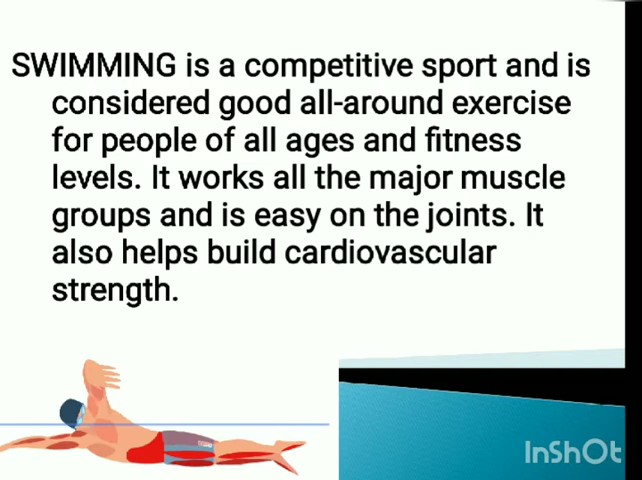 SWIMMING is a competitive sport and is
considered good all-around exercise
for people of all ages and fitness
levels. It works all the major muscle
groups and is easy on the joints. It
also helps build cardiovascular
strength.
InShOt